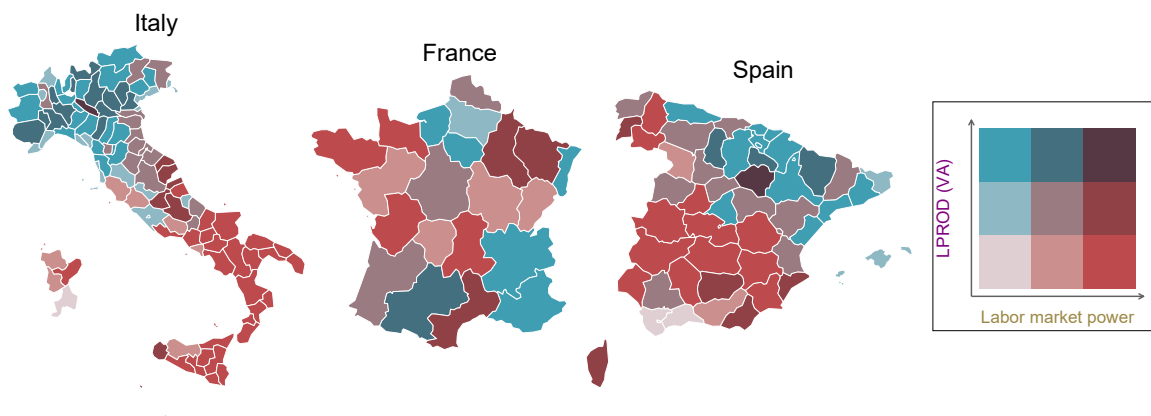 Italy
France
Spain
LPROD (VA)
Labor market power